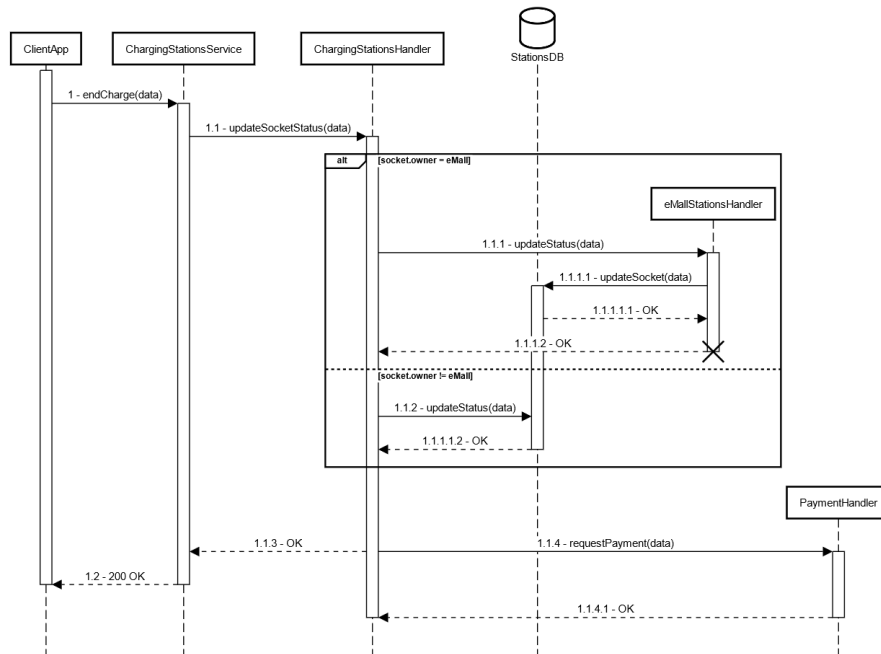 ClientApp
ChargingStationsService
ChargingStationsHandler
StationsDB
1 - endCharge(data)
1.1 - updateSocketStatus(data)
alt
[socket.owner = eMall]
eMallStationsHandler
1.1.1 - updateStatus(data)
1.1.1.1 - updateSocket(data)
1.1.1.1.1 - OK
1.1.1.2 - OK
[socket.owner != eMall]
1.1.2 - updateStatus(data)
1.1.1.1.2 - OK
PaymentHandler
1.1.3 - OK
1.1.4 - requestPayment(data)
1.2 - 200 OK
1.1.4.1 - OK